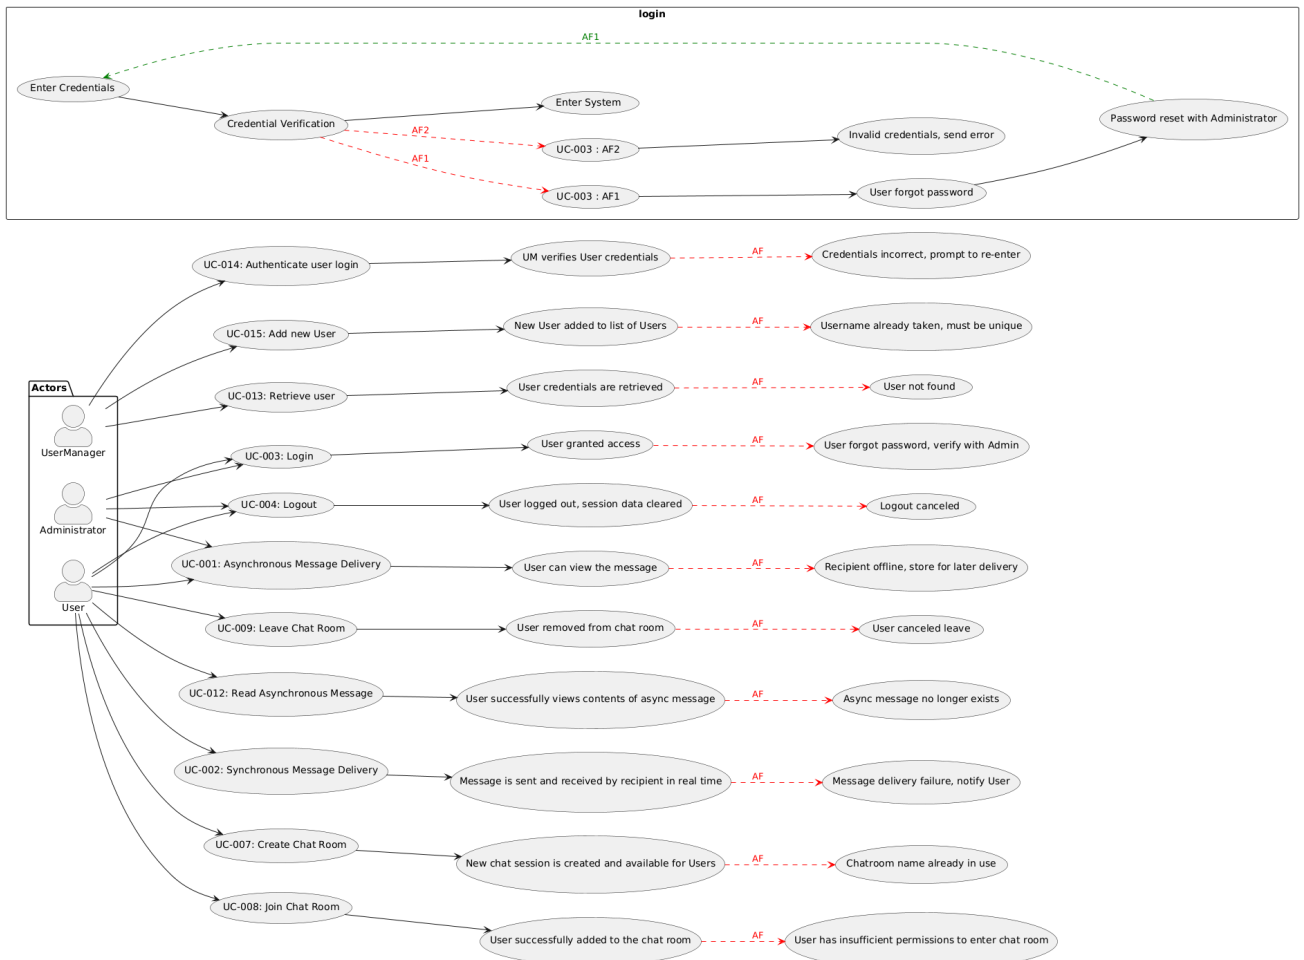 login
AF1
Enter Credentials
Credential Verification
Enter System
AF2
UC-003 : AF2
Invalid credentials, send error
AF1
UC-003 : AF1
User forgot password
Password reset with Administrator
Actors
UserManager
Administrator
User
UC-014: Authenticate user login
UM verifies User credentials
AF
Credentials incorrect, prompt to re-enter
UC-015: Add new User
New User added to list of Users
AF
Username already taken, must be unique
UC-013: Retrieve user
User credentials are retrieved
AF
User not found
UC-003: Login
User granted access
AF
User forgot password, verify with Admin
UC-004: Logout
User logged out, session data cleared
AF
Logout canceled
UC-001: Asynchronous Message Delivery
User can view the message
AF
Recipient offline, store for later delivery
UC-009: Leave Chat Room
User removed from chat room
AF
User canceled leave
UC-012: Read Asynchronous Message
User successfully views contents of async message
AF
Async message no longer exists
UC-002: Synchronous Message Delivery
Message is sent and received by recipient in real time
AF
Message delivery failure, notify User
UC-007: Create Chat Room
New chat session is created and available for Users
AF
Chatroom name already in use
UC-008: Join Chat Room
User successfully added to the chat room
AF
User has insufficient permissions to enter chat room